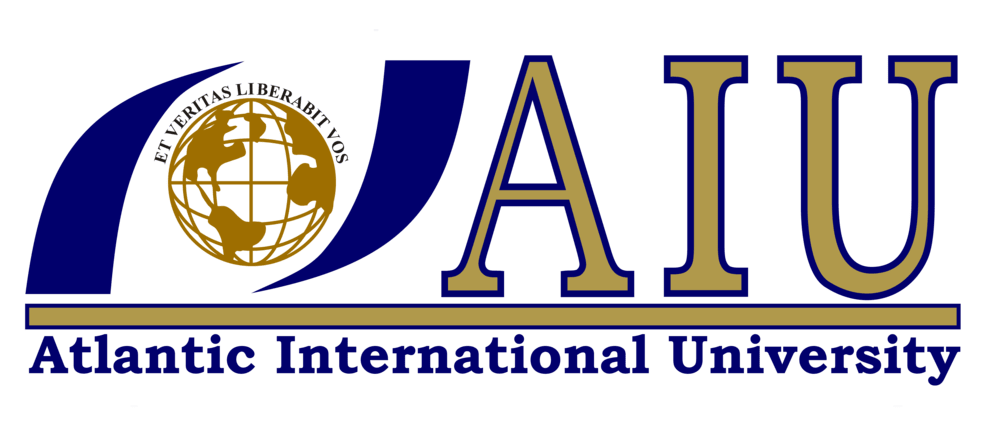 ET VERITAS LIBERABIT VOS
AIU
Atlantic International University